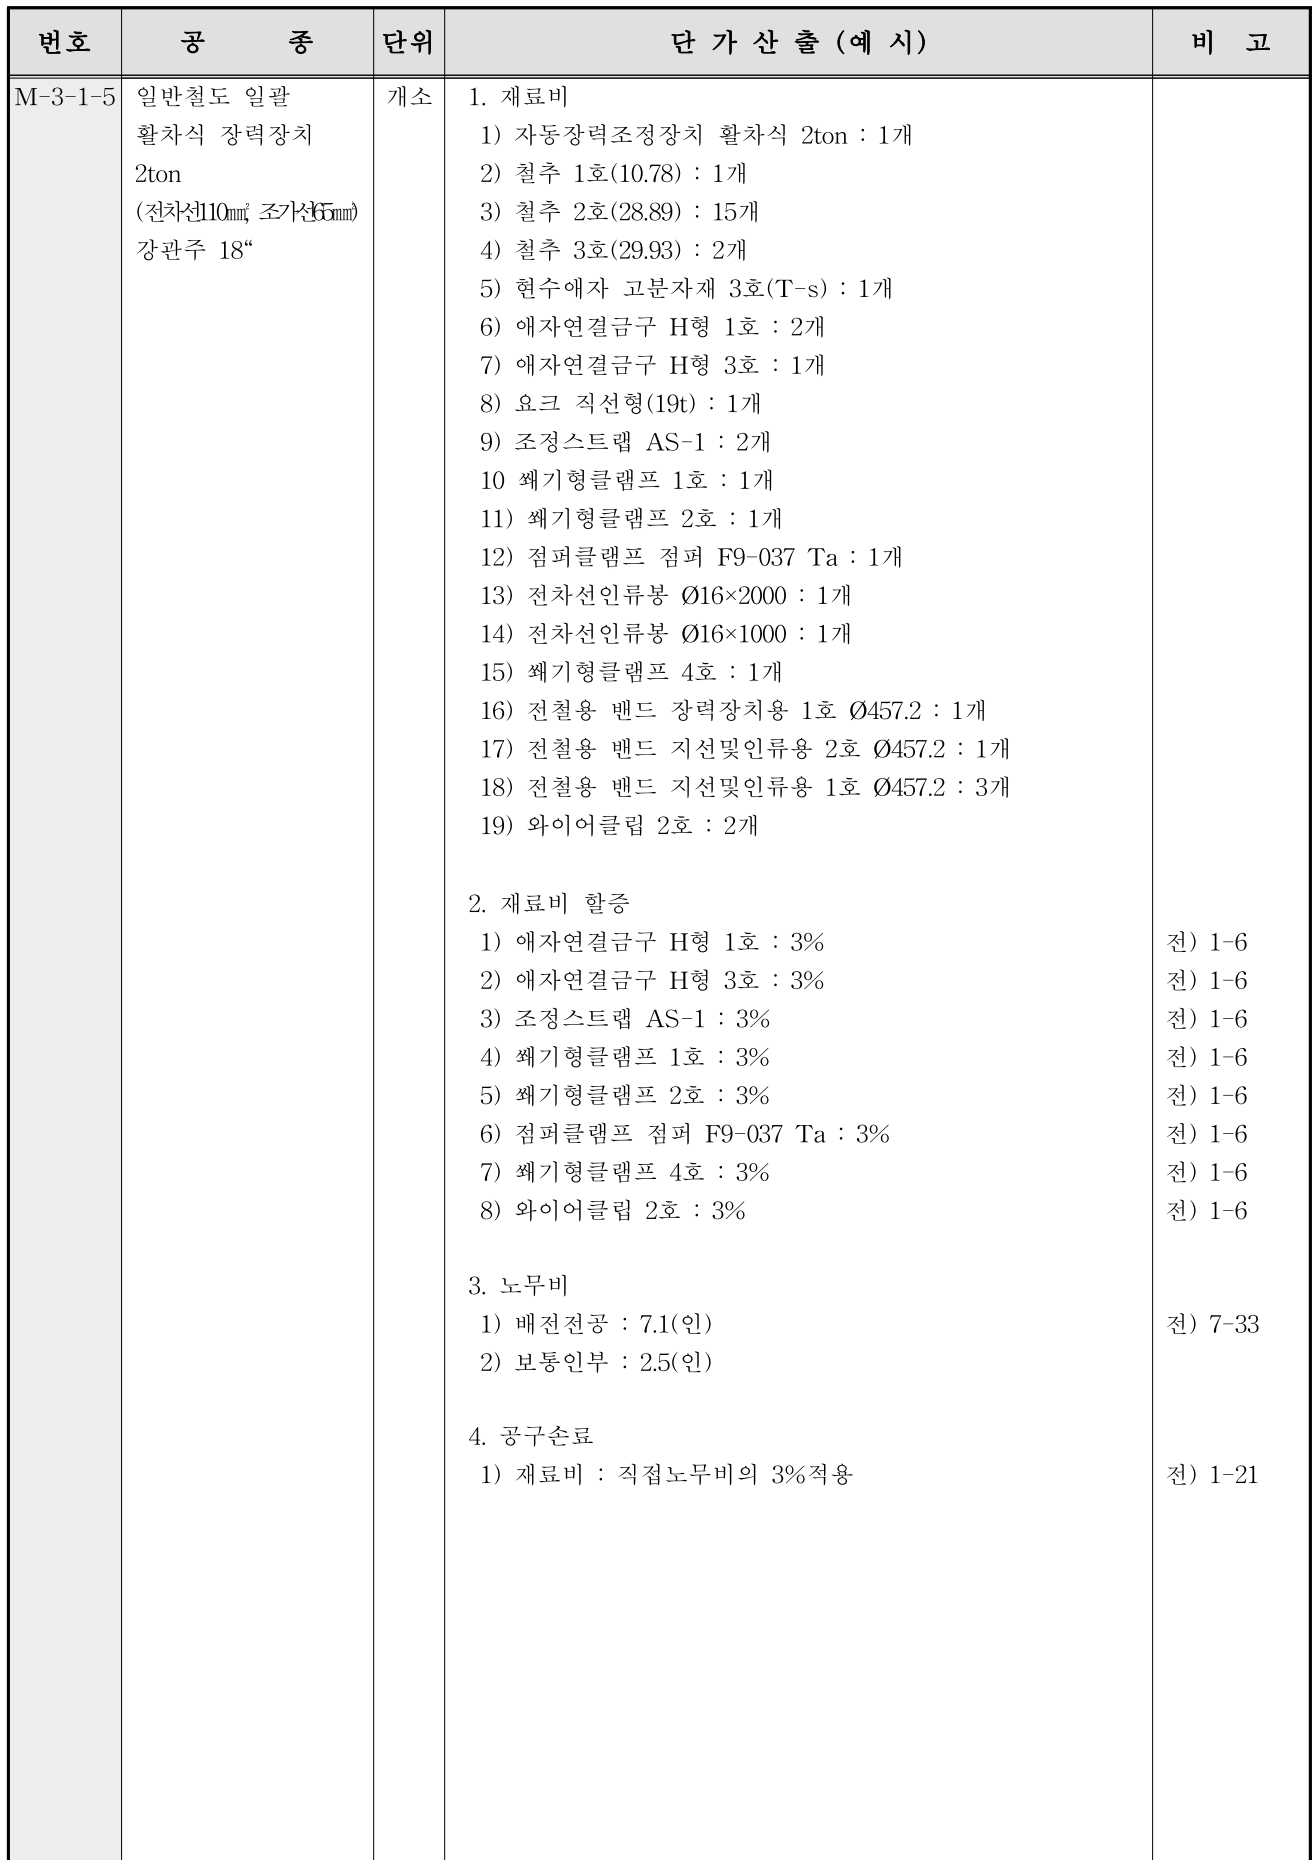 번호 공 종 단위 단 가 산 출 (예 시) 비 고
M-3-1-5 일반철도 일괄 개소 1. 재료비
활차식 장력장치 1) 자동장력조정장치 활차식 2ton : 1개
2ton 2) 철추 1호(10.78) : 1개
(전차선110㎟, 조가선65㎟) 3) 철추 2호(28.89) : 15개
강관주 18“ 4) 철추 3호(29.93) : 2개
5) 현수애자 고분자재 3호(T-s) : 1개
6) 애자연결금구 H형 1호 : 2개
7) 애자연결금구 H형 3호 : 1개
8) 요크 직선형(19t) : 1개
9) 조정스트랩 AS-1 : 2개
10 쐐기형클램프 1호 : 1개
11) 쐐기형클램프 2호 : 1개
12) 점퍼클램프 점퍼 F9-037 Ta : 1개
13) 전차선인류봉 Ø16×2000 : 1개
14) 전차선인류봉 Ø16×1000 : 1개
15) 쐐기형클램프 4호 : 1개
16) 전철용 밴드 장력장치용 1호 Ø457.2 : 1개
17) 전철용 밴드 지선및인류용 2호 Ø457.2 : 1개
18) 전철용 밴드 지선및인류용 1호 Ø457.2 : 3개
19) 와이어클립 2호 : 2개
2. 재료비 할증
1) 애자연결금구 H형 1호 : 3% 전) 1-6
2) 애자연결금구 H형 3호 : 3% 전) 1-6
3) 조정스트랩 AS-1 : 3% 전) 1-6
4) 쐐기형클램프 1호 : 3% 전) 1-6
5) 쐐기형클램프 2호 : 3% 전) 1-6
6) 점퍼클램프 점퍼 F9-037 Ta : 3% 전) 1-6
7) 쐐기형클램프 4호 : 3% 전) 1-6
8) 와이어클립 2호 : 3% 전) 1-6
3. 노무비
1) 배전전공 : 7.1(인) 전) 7-33
2) 보통인부 : 2.5(인)
4. 공구손료
1) 재료비 : 직접노무비의 3%적용 전) 1-21